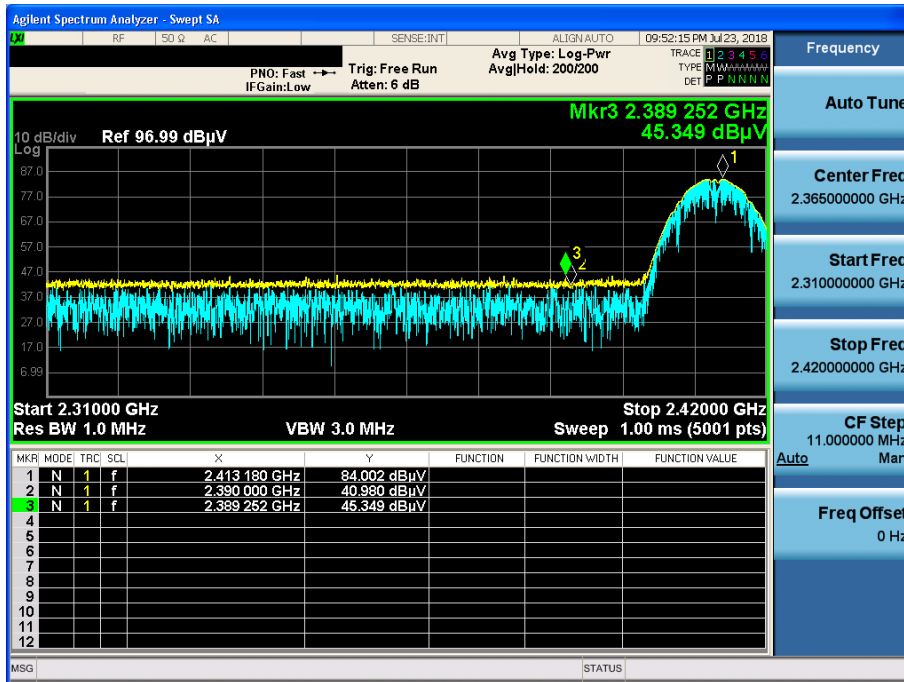 Agilent Spectrum Analyzer - Swept SA
LXI RF 50 Ω AC SENSE:INT ALIGN AUTO 09:52:15 PM Jul 23, 2018
PNO: Fast Trig: Free Run Avg Type: Log-Pwr TRACE 1 2 3 4 5 6
IFGain:Low Atten: 6 dB Avg|Hold: 200/200 TYPE M W
DET P P N N N N
Frequency
Auto Tune
Center Freq
2.365000000 GHz
Start Freq
2.310000000 GHz
Stop Freq
2.420000000 GHz
CF Step
11.000000 MHz
Auto Man
Freq Offset
0 Hz
Mkr3 2.389 252 GHz
45.349 dBµV
10 dB/div Ref 96.99 dBµV
Log
87.0
77.0
67.0
57.0
47.0
37.0
27.0
17.0
6.99
1
3
2
Start 2.31000 GHz Stop 2.42000 GHz
Res BW 1.0 MHz VBW 3.0 MHz Sweep 1.00 ms (5001 pts)
MKR MODE TRC SCL X Y FUNCTION FUNCTION WIDTH FUNCTION VALUE
1 N 1 f 2.413 180 GHz 84.002 dBµV
2 N 1 f 2.390 000 GHz 40.980 dBµV
3 N 1 f 2.389 252 GHz 45.349 dBµV
4
5
6
7
8
9
10
11
12
MSG STATUS